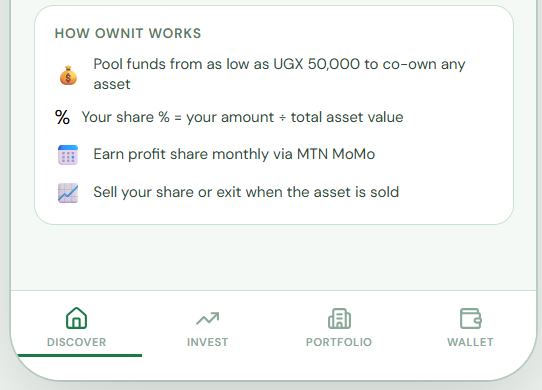 HOW OWNIT WORKS
Pool funds from as low as UGX 50,000 to co-own any
asset
% Your share % = your amount ÷ total asset value
Earn profit share monthly via MTN MoMo
Sell your share or exit when the asset is sold
DISCOVER
INVEST
PORTFOLIO
WALLET